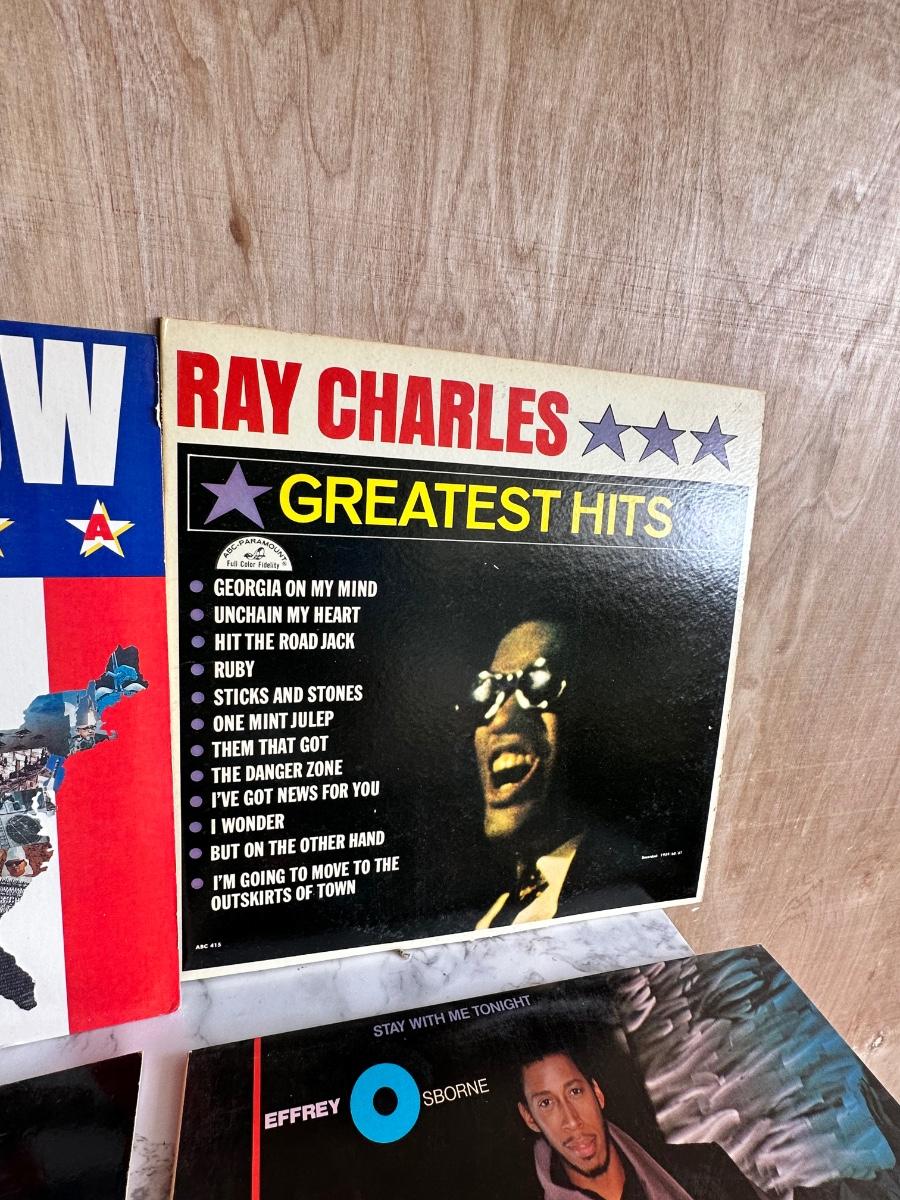 W
A
RAY CHARLES
GREATEST HITS
ABC-PARAMOUNT
Full Color Fidelity
GEORGIA ON MY MIND
UNCHAIN MY HEART
HIT THE ROAD JACK
RUBY
STICKS AND STONES
ONE MINT JULEP
THEM THAT GOT
THE DANGER ZONE
I'VE GOT NEWS FOR YOU
I WONDER
BUT ON THE OTHER HAND
I'M GOING TO MOVE TO THE
OUTSKIRTS OF TOWN
ABC 415
STAY WITH ME TONIGHT
EFFREY OSBORNE